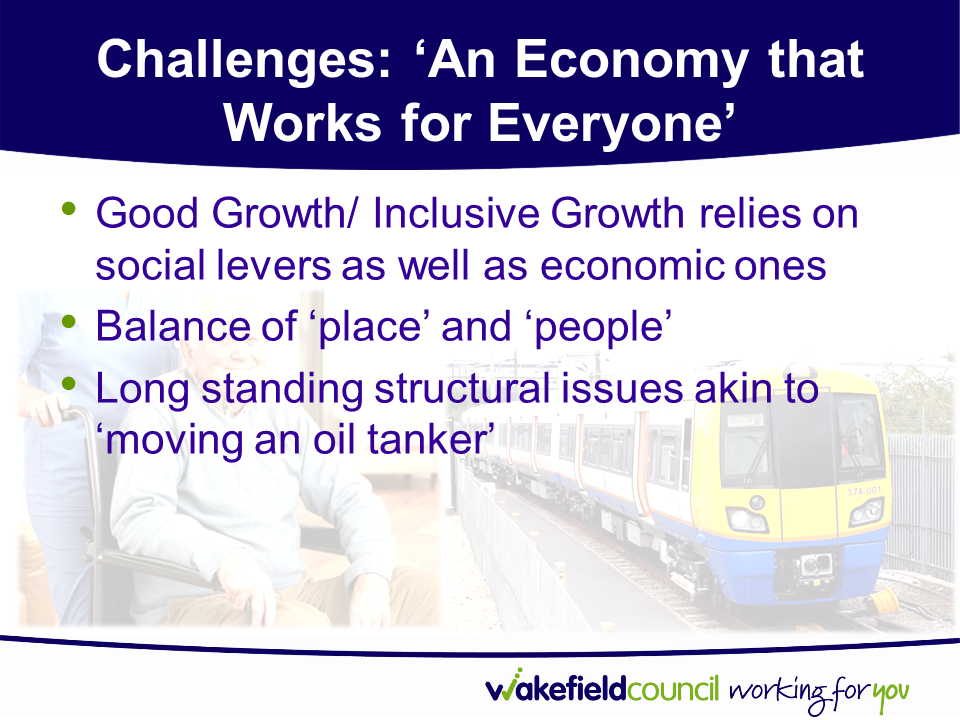 Challenges: ‘An Economy that
Works for Everyone’
• Good Growth/ Inclusive Growth relies on
social levers as well as economic ones
• Balance of ‘place’ and ‘people’
• Long standing structural issues akin to
‘moving an oil tanker’
378 001
wakefieldcouncil working for you